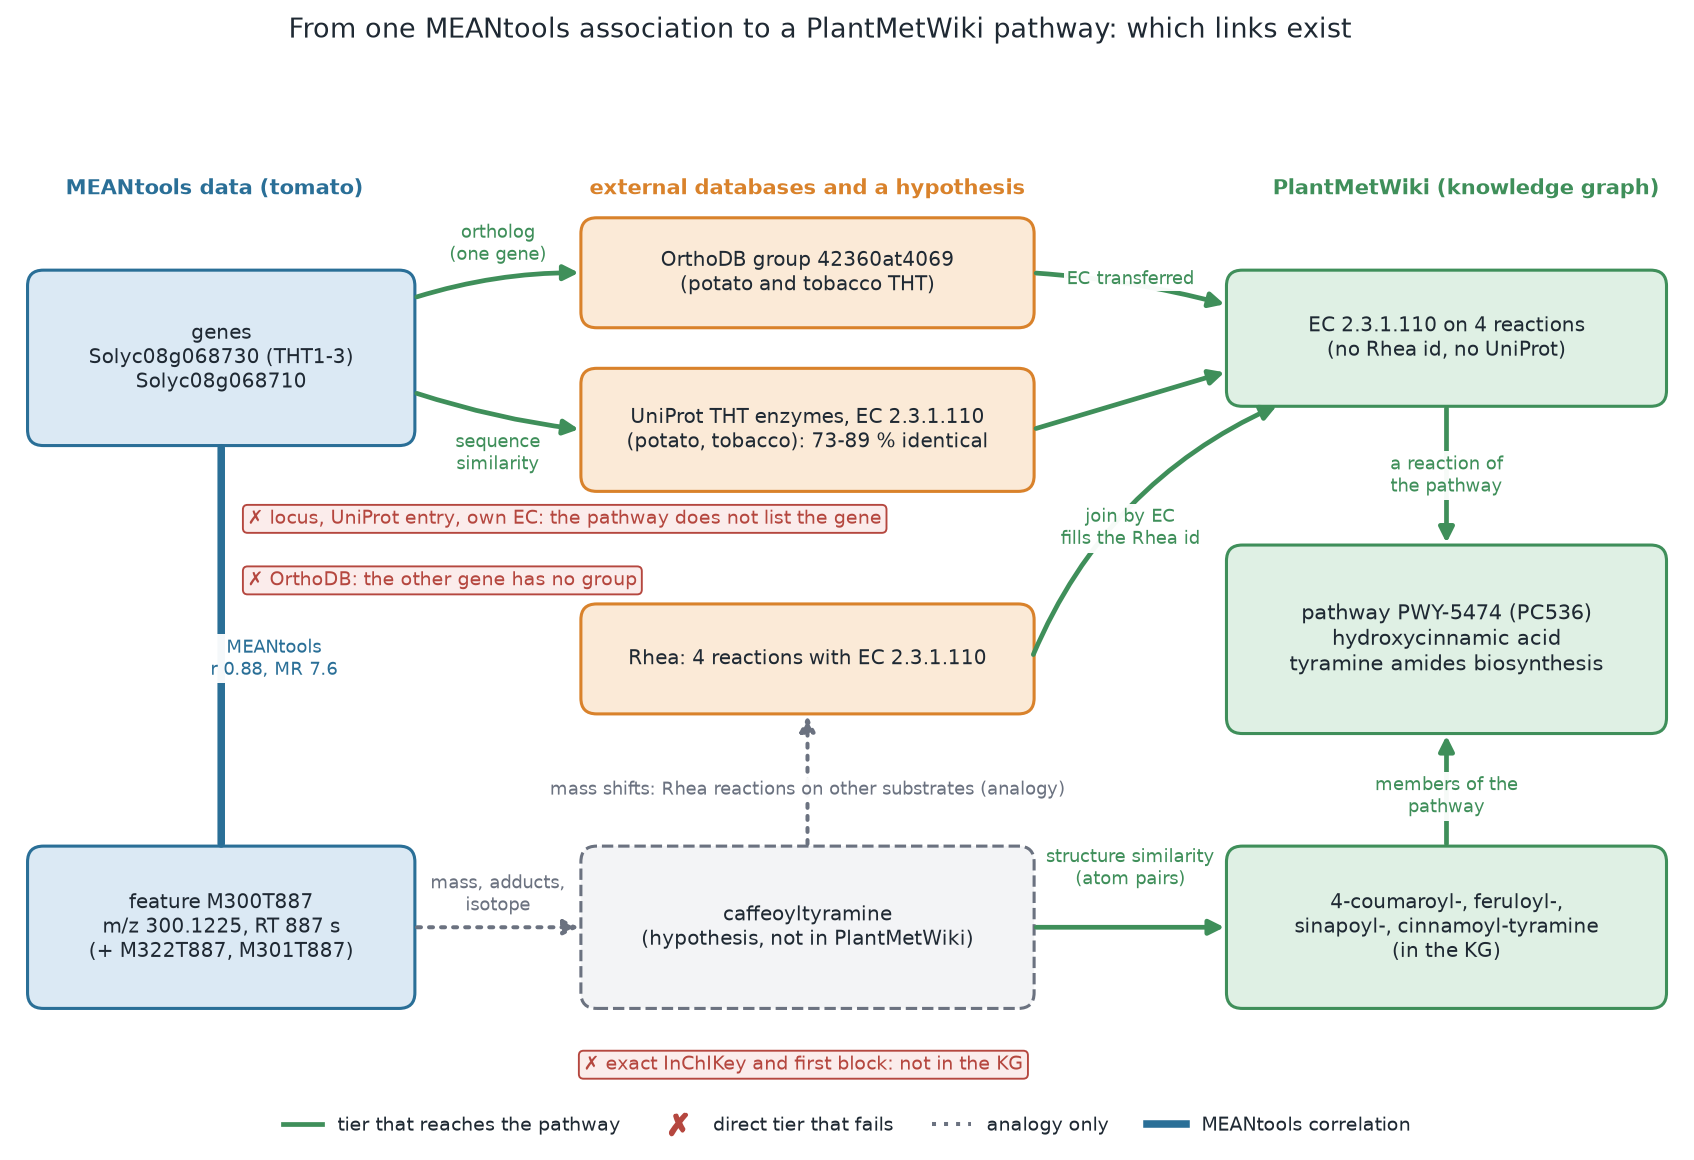 From one MEANtools association to a PlantMetWiki pathway: which links exist
MEANtools data (tomato)
external databases and a hypothesis
PlantMetWiki (knowledge graph)
genes
Solyc08g068730 (THT1-3)
Solyc08g068710
ortholog
(one gene)
OrthoDB group 42360at4069
(potato and tobacco THT)
EC transferred
EC 2.3.1.110 on 4 reactions
(no Rhea id, no UniProt)
sequence
similarity
UniProt THT enzymes, EC 2.3.1.110
(potato, tobacco): 73-89 % identical
a reaction of
the pathway
✗ locus, UniProt entry, own EC: the pathway does not list the gene
join by EC
fills the Rhea id
✗ OrthoDB: the other gene has no group
MEANtools
r 0.88, MR 7.6
Rhea: 4 reactions with EC 2.3.1.110
pathway PWY-5474 (PC536)
hydroxycinnamic acid
tyramine amides biosynthesis
mass shifts: Rhea reactions on other substrates (analogy)
members of the
pathway
feature M300T887
m/z 300.1225, RT 887 s
(+ M322T887, M301T887)
mass, adducts,
isotope
caffeoyltyramine
(hypothesis, not in PlantMetWiki)
structure similarity
(atom pairs)
4-coumaroyl-, feruloyl-,
sinapoyl-, cinnamoyl-tyramine
(in the KG)
✗ exact InChIKey and first block: not in the KG
tier that reaches the pathway
✗ direct tier that fails
analogy only
MEANtools correlation